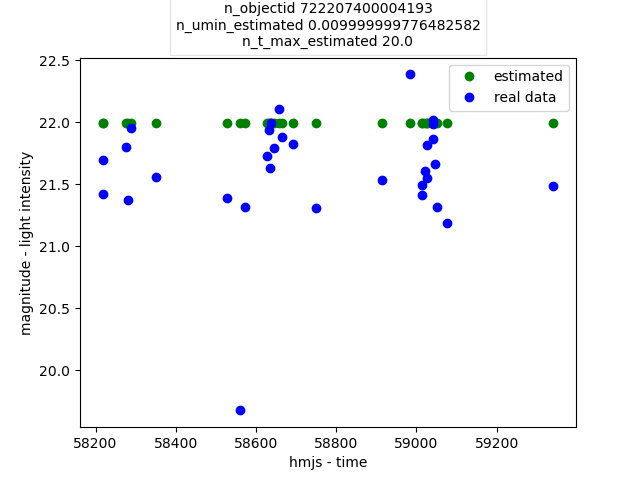 n_objectid 722207400004193
n_umin_estimated 0.009999999776482582
n_t_max_estimated 20.0
22.5
22.0
21.5
21.0
20.5
20.0
magnitude - light intensity
estimated
real data
58200 58400 58600 58800 59000 59200
hmjs - time